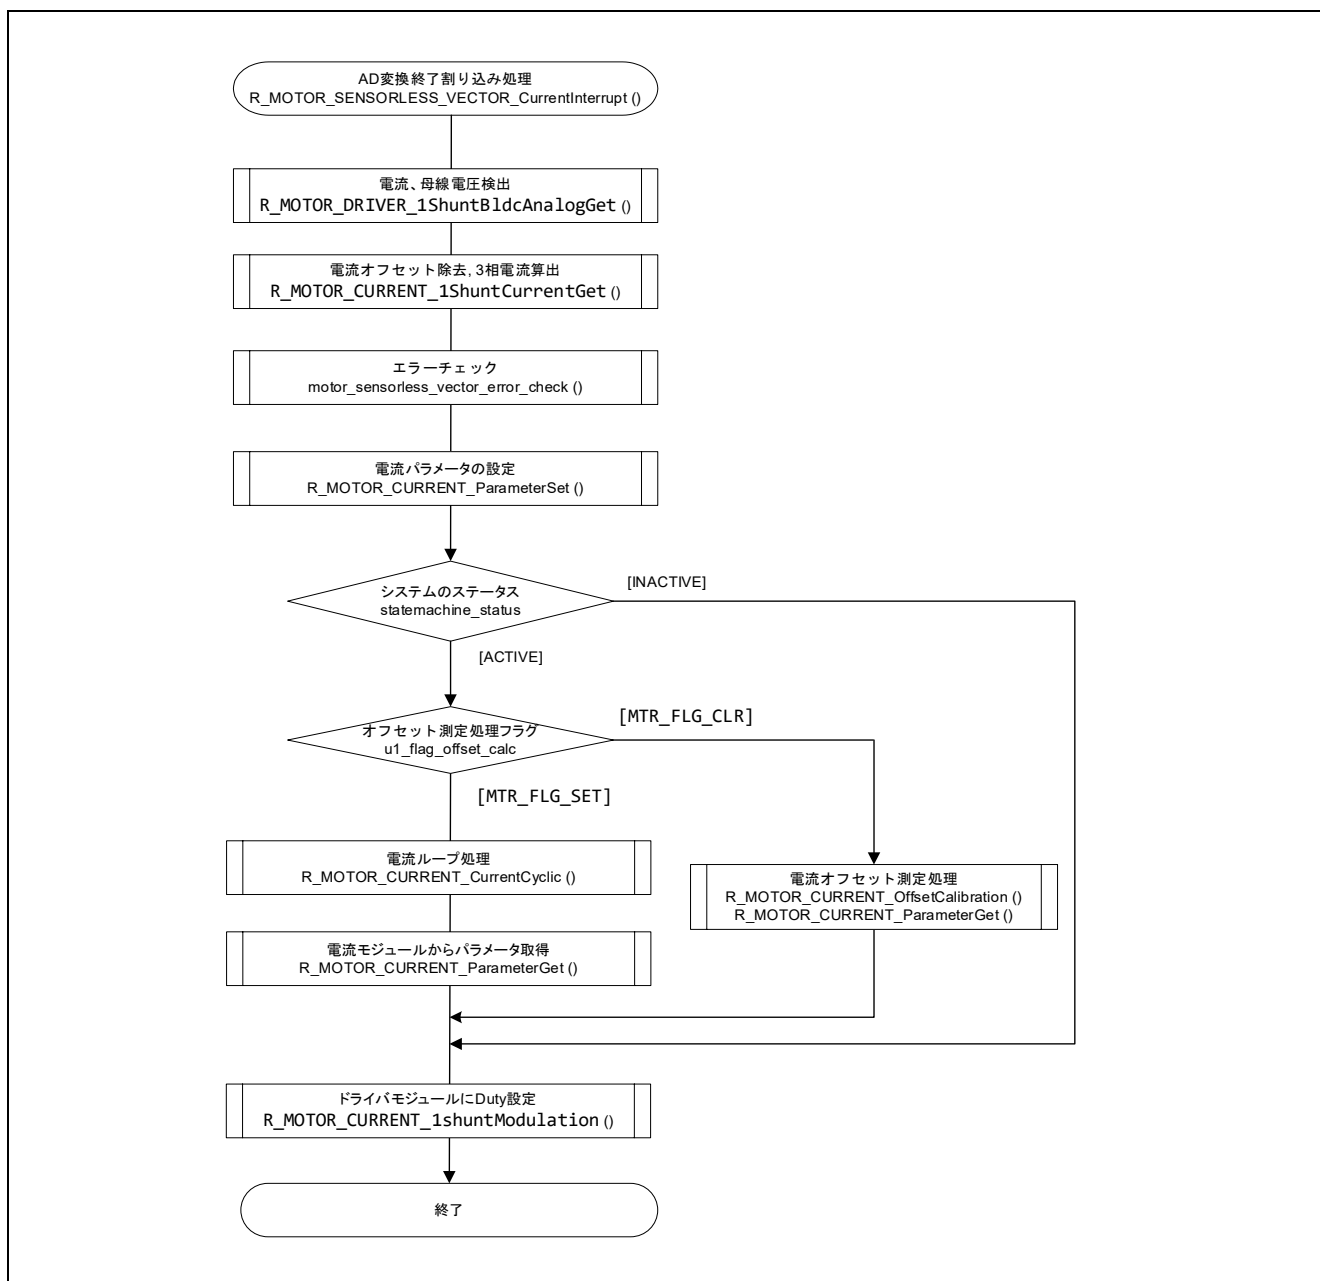 AD変換終了割り込み処理
R_MOTOR_SENSORLESS_VECTOR_CurrentInterrupt ()
電流、母線電圧検出
R_MOTOR_DRIVER_1ShuntBldcAnalogGet ()
電流オフセット除去, 3相電流算出
R_MOTOR_CURRENT_1ShuntCurrentGet ()
エラーチェック
motor_sensorless_vector_error_check ()
電流パラメータの設定
R_MOTOR_CURRENT_ParameterSet ()
システムのステータス
statemachine_status
[INACTIVE]
[ACTIVE]
オフセット測定処理フラグ
u1_flag_offset_calc
[MTR_FLG_CLR]
[MTR_FLG_SET]
電流ループ処理
R_MOTOR_CURRENT_CurrentCyclic ()
電流オフセット測定処理
R_MOTOR_CURRENT_OffsetCalibration ()
R_MOTOR_CURRENT_ParameterGet ()
電流モジュールからパラメータ取得
R_MOTOR_CURRENT_ParameterGet ()
ドライバモジュールにDuty設定
R_MOTOR_CURRENT_1shuntModulation ()
終了